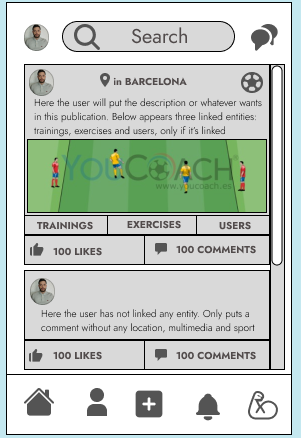 Search
in BARCELONA
Here the user will put the description or whatever wants
in this publication. Below appears three linked entities:
trainings, exercises and users, only if it's linked
YOUCOACH
www.youcoach.es
TRAININGS
EXERCISES
USERS
100 LIKES
100 COMMENTS
Here the user has not linked any entity. Only puts a
comment without any location, multimedia and sport
100 LIKES
100 COMMENTS